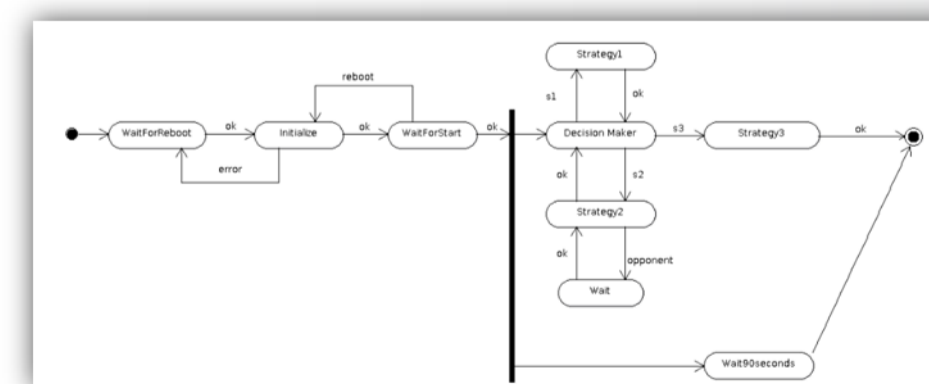 Strategy1
reboot
s1
ok
WaitForReboot
ok
Initialize
ok
WaitForStart
ok
Decision Maker
s3
Strategy3
ok
error
ok
s2
Strategy2
ok
opponent
Wait
Wait90seconds